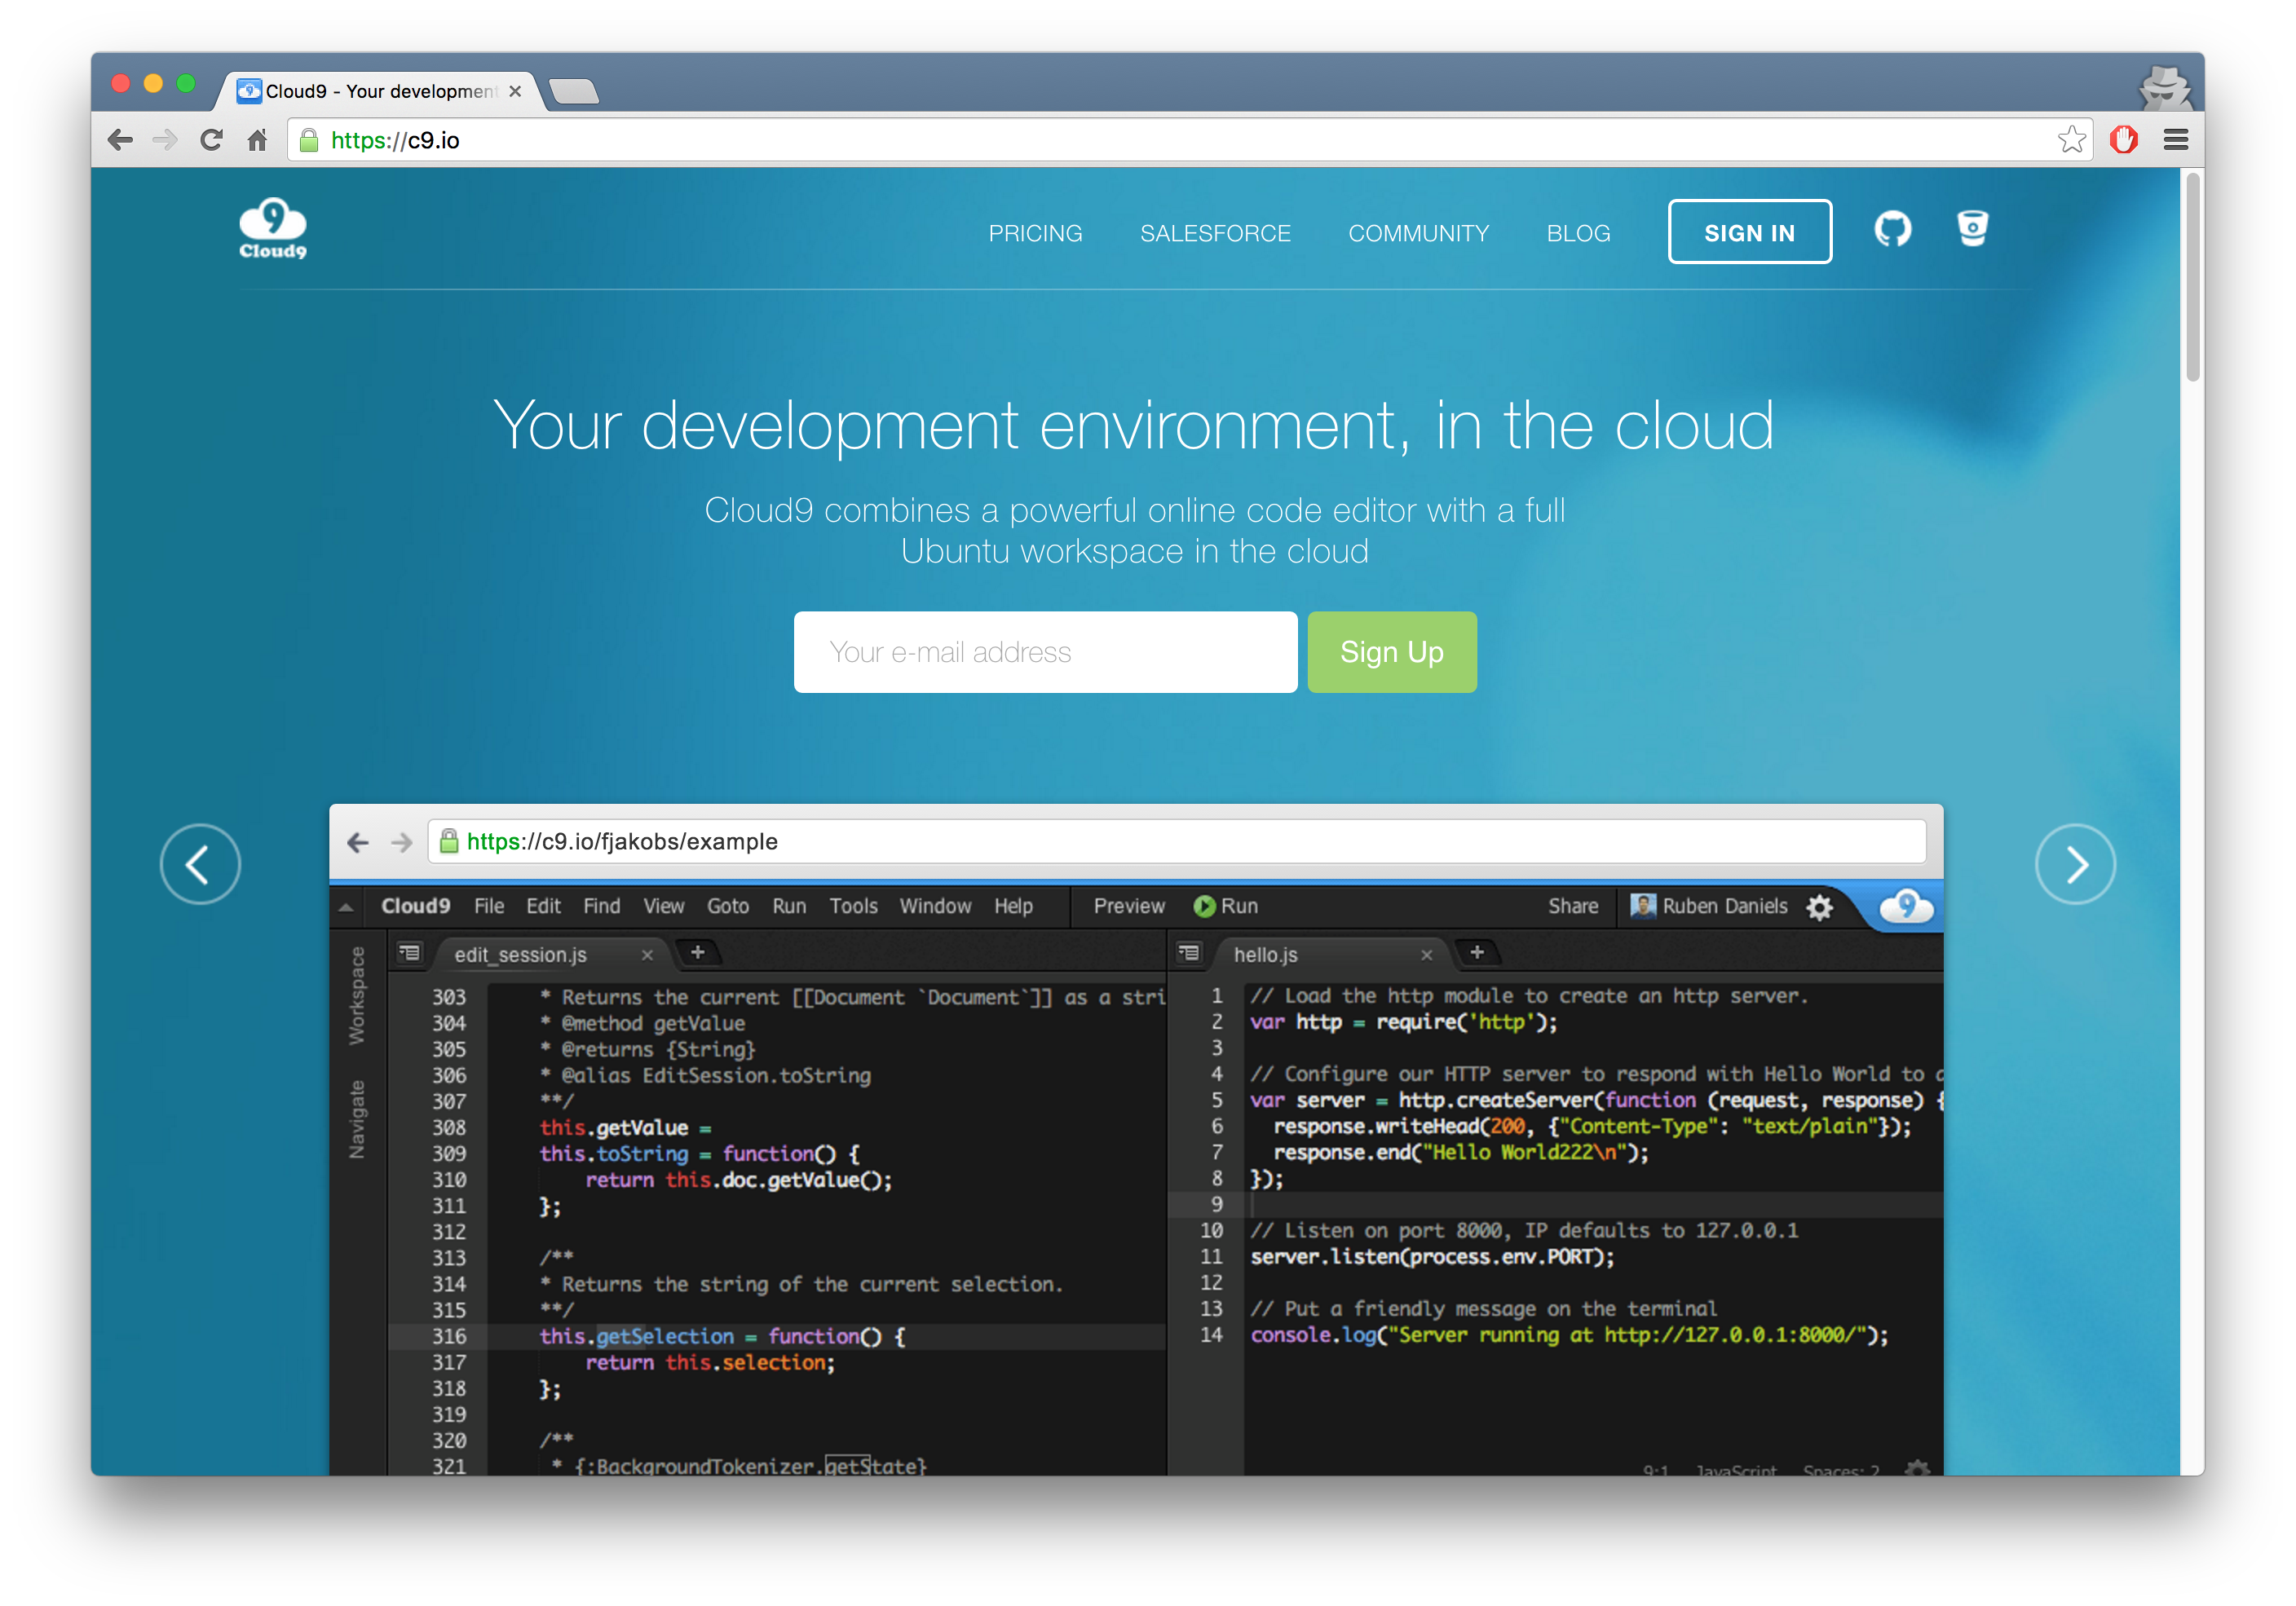 Cloud9 - Your development
https://c9.io
9
Cloud9
PRICING SALESFORCE COMMUNITY BLOG SIGN IN
Your development environment, in the cloud
Cloud9 combines a powerful online code editor with a full
Ubuntu workspace in the cloud
Your e-mail address Sign Up
https://c9.io/fjakobs/example
Cloud9 File Edit Find View Goto Run Tools Window Help Preview Run Share Ruben Daniels 9
Workspace
Navigate
edit_session.js
303 * Returns the current [[Document `Document`]] as a stri
304 * @method getValue
305 * @returns {String}
306 * @alias EditSession.toString
307 **/
308 this.getValue =
309 this.toString = function() {
310 return this.doc.getValue();
311 };
312
313 /**
314 * Returns the string of the current selection.
315 **/
316 this.getSelection = function() {
317 return this.selection;
318 };
319
320 /**
321 * {:BackgroundTokenizer.getState}
hello.js
1 // Load the http module to create an http server.
2 var http = require('http');
3
4 // Configure our HTTP server to respond with Hello World to a
5 var server = http.createServer(function (request, response) {
6 response.writeHead(200, {"Content-Type": "text/plain"});
7 response.end("Hello World222\n");
8 });
9
10 // Listen on port 8000, IP defaults to 127.0.0.1
11 server.listen(process.env.PORT);
12
13 // Put a friendly message on the terminal
14 console.log("Server running at http://127.0.0.1:8000/");
9:1 JavaScript Spaces: 2